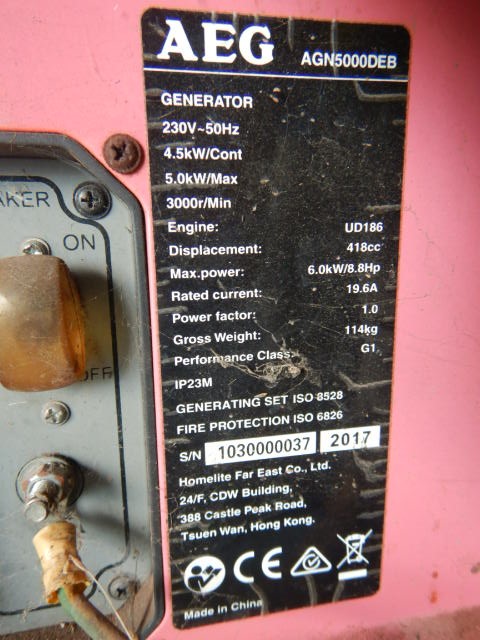 AEG AGN5000DEB
GENERATOR
230V~50Hz
4.5kW/Cont
5.0kW/Max
3000r/Min
Engine: UD186
Displacement: 418cc
Max.power: 6.0kW/8.8Hp
Rated current: 19.6A
Power factor: 1.0
Gross Weight: 114kg
Performance Class: G1
IP23M
GENERATING SET ISO 8528
FIRE PROTECTION ISO 6826
S/N 1030000037 2017
Homelite Far East Co., Ltd.
24/F, CDW Building,
388 Castle Peak Road,
Tsuen Wan, Hong Kong.
CE
Made in China
AKER
ON
OFF